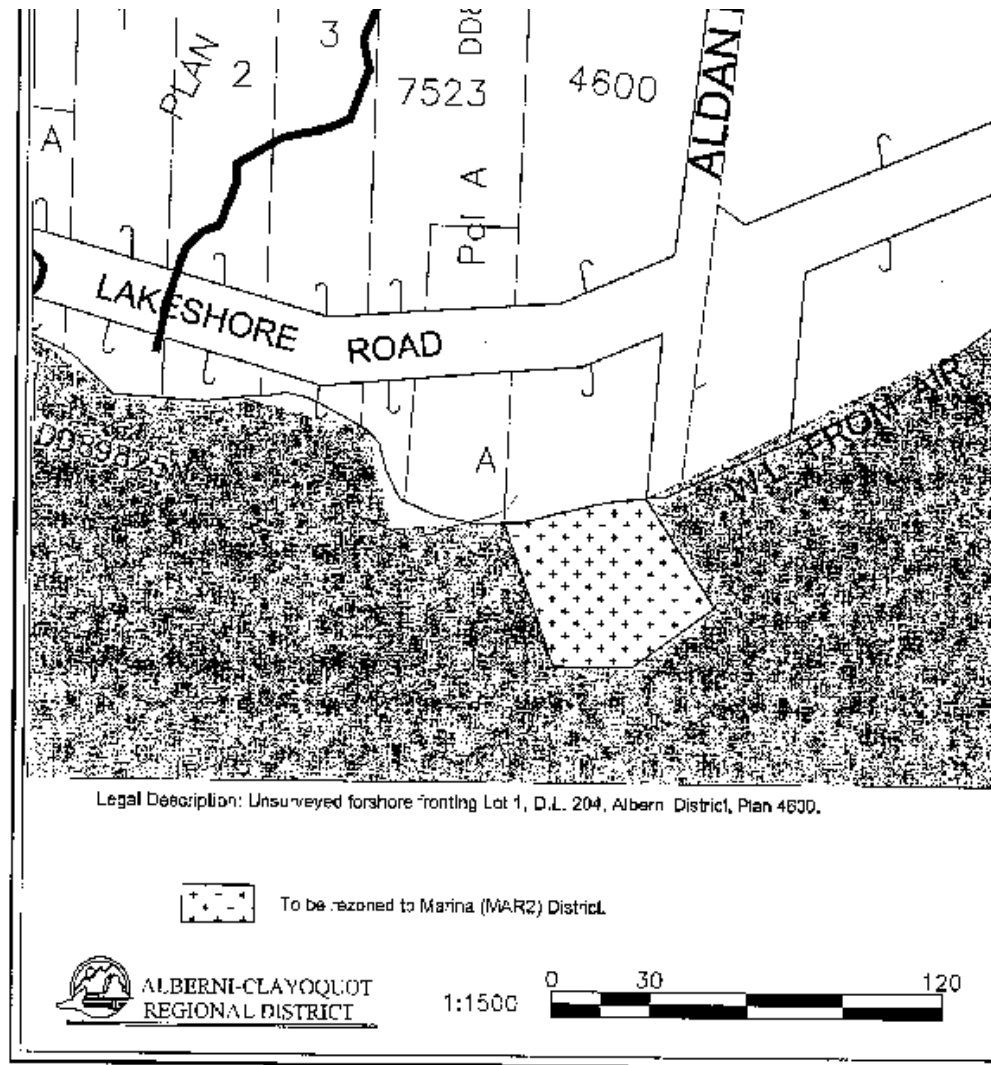 3
DD8
PLAN
2
7523
4600
ALDAN
A
Pcl A
LAKESHORE ROAD
A
W.L. FROM AIR
Legal Description: Unsurveyed forshore fronting Lot 1, D.L. 204, Alberni District, Plan 4600.
To be rezoned to Marina (MAR2) District.
ALBERNI-CLAYOQUOT
REGIONAL DISTRICT
1:1500
0 30 120